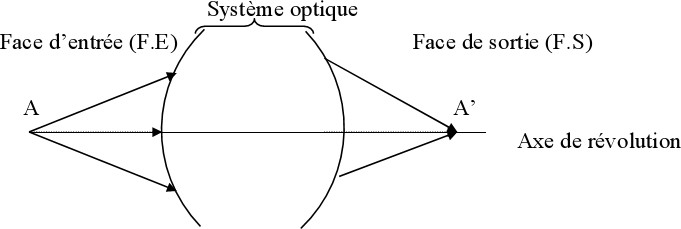 Système optique
Face d’entrée (F.E)
Face de sortie (F.S)
A
A’
Axe de révolution